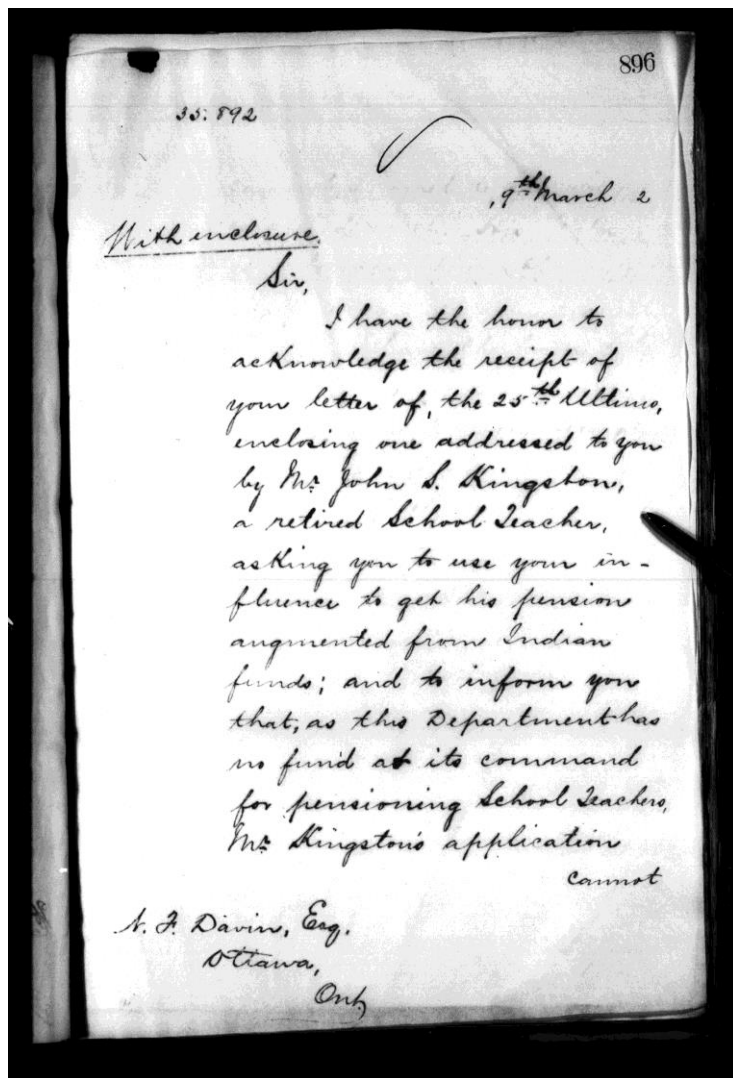 896
35.892
9th March 2
With enclosure.
Sir,
I have the honor to
acknowledge the receipt of
your letter of, the 25th Ultimo,
enclosing one addressed to you
by Mr. John S. Kingston,
a retired School Teacher,
asking you to use your in-
fluence to get his pension
augmented from Indian
funds; and to inform you
that, as this Department has
no fund at its command
for pensioning School Teachers,
Mr. Kingston's application
cannot
N. F. Davin, Esq.
Ottawa,
Ont.